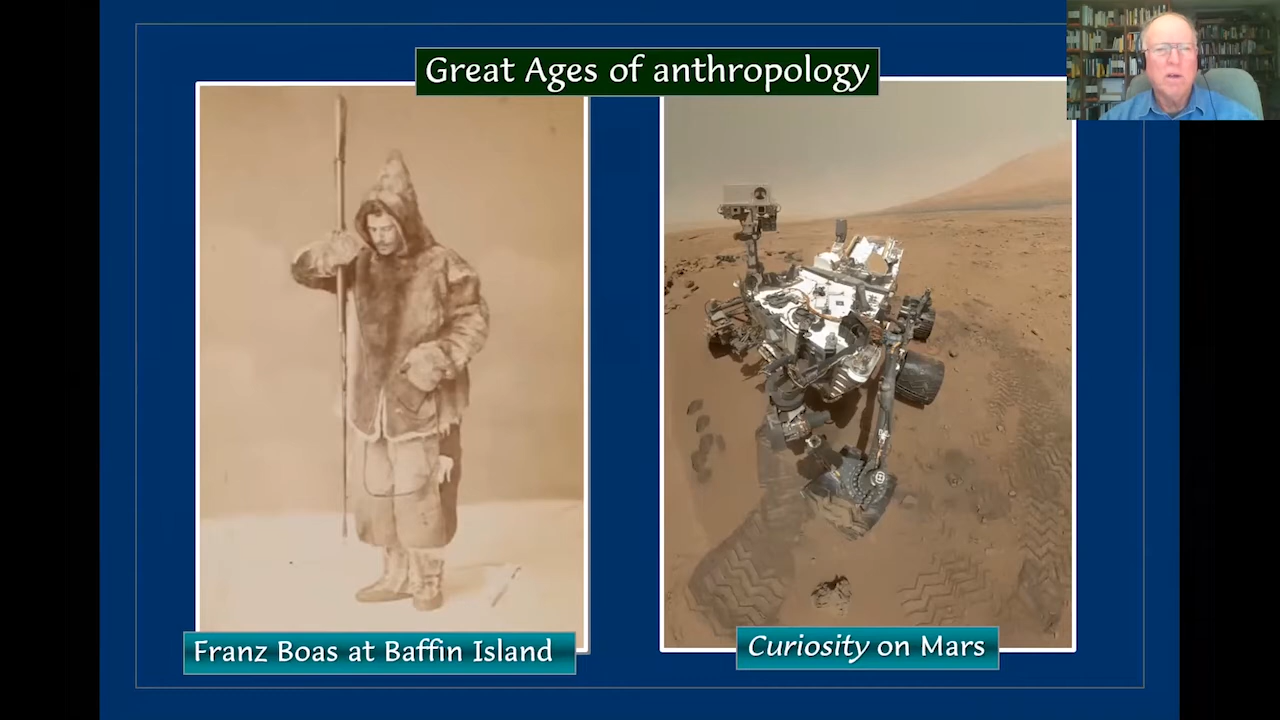 Great Ages of anthropology
Franz Boas at Baffin Island
Curiosity on Mars